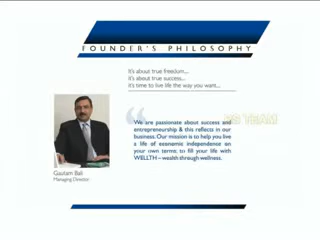 FOUNDER'S PHILOSOPHY
It's about true freedom...
it's about true success...
it's time to live life the way you want...
We are passionate about success and
entrepreneurship & this reflects in our
business. Our mission is to help you live
a life of economic independence on
your own terms; to fill your life with
WELLTH – wealth through wellness.
Gautam Bali
Managing Director
TEAM